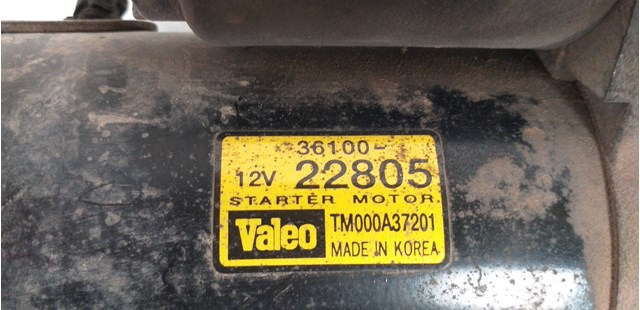 36100-
12V 22805
STARTER MOTOR
Valeo TM000A37201
MADE IN KOREA